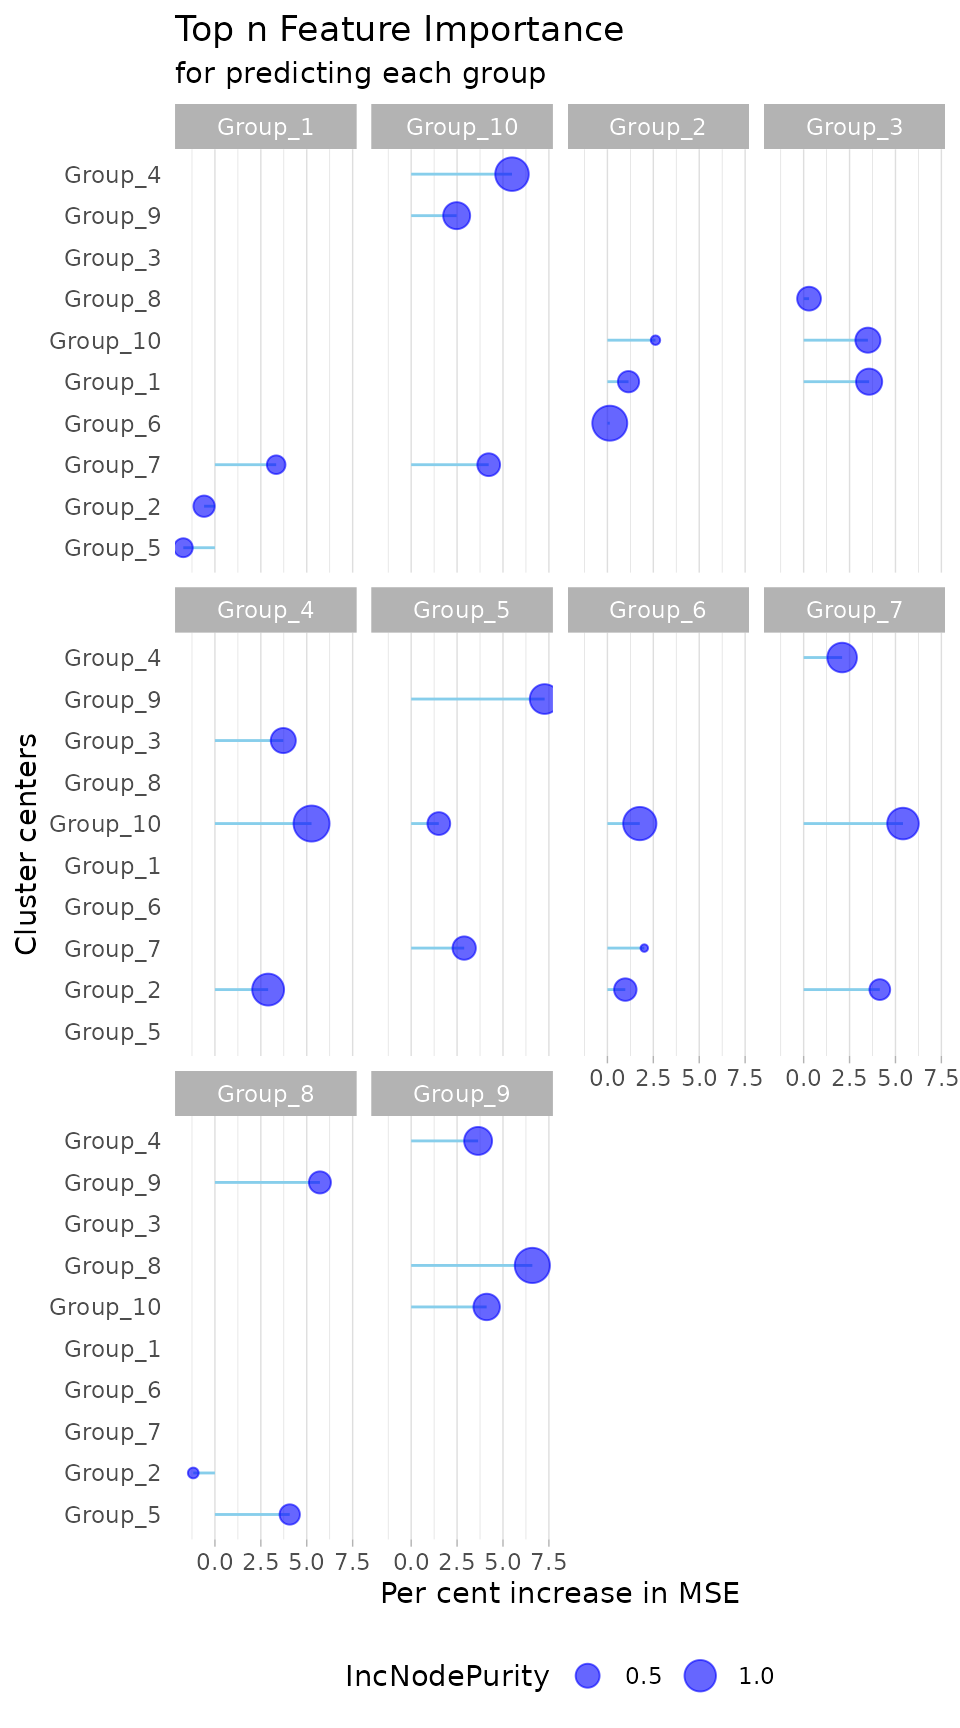 Top n Feature Importance
for predicting each group
Group_1 Group_10 Group_2 Group_3
Group_4
Group_9
Group_3
Group_8
Group_10
Group_1
Group_6
Group_7
Group_2
Group_5
Group_4 Group_5 Group_6 Group_7
Group_4
Group_9
Group_3
Group_8
Group_10
Group_1
Group_6
Group_7
Group_2
Group_5
0.0 2.5 5.0 7.5 0.0 2.5 5.0 7.5
Group_8 Group_9
Group_4
Group_9
Group_3
Group_8
Group_10
Group_1
Group_6
Group_7
Group_2
Group_5
0.0 2.5 5.0 7.5 0.0 2.5 5.0 7.5
Cluster centers
Per cent increase in MSE
IncNodePurity 0.5 1.0